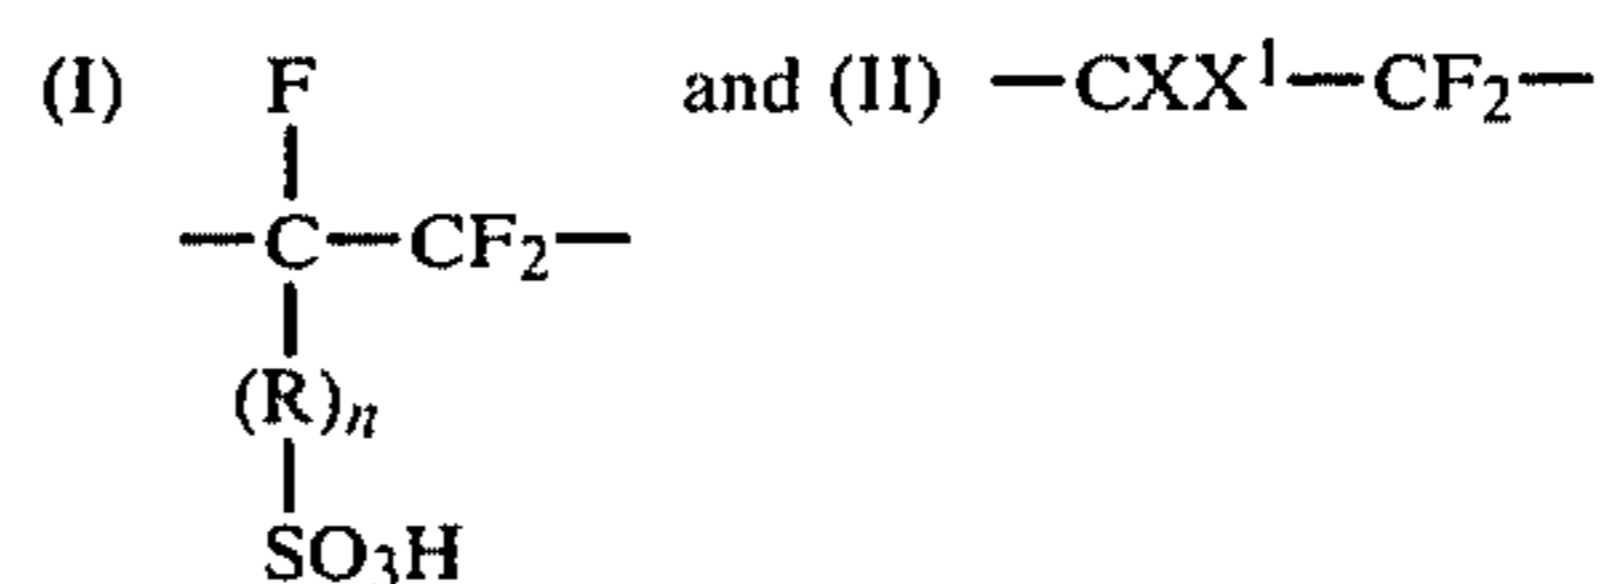 (I) F and (II) —CXX¹—CF₂—
—C—CF₂—
(R)ₙ
SO₃H